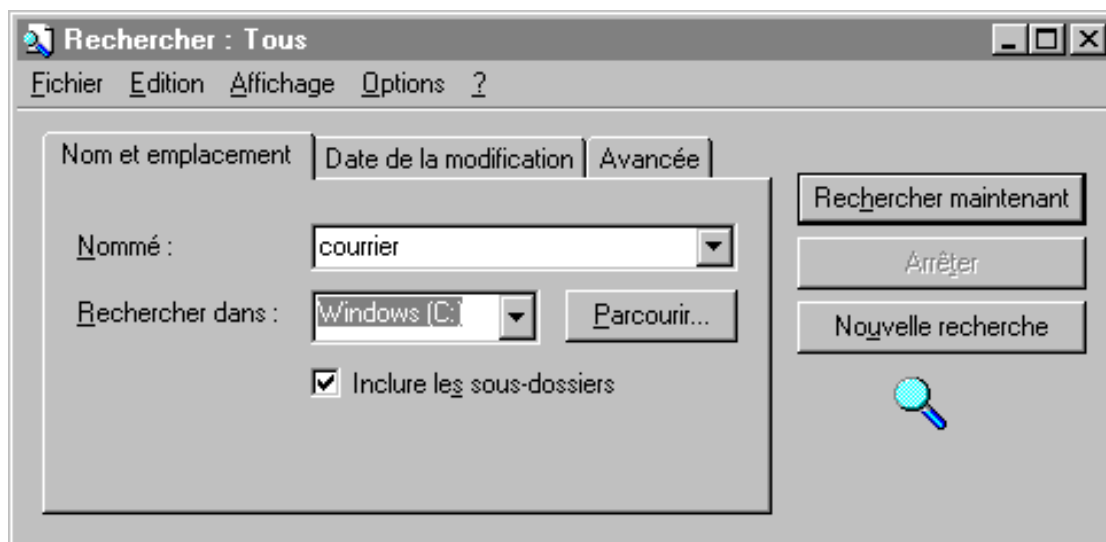 Rechercher : Tous
Fichier Edition Affichage Options ?
Nom et emplacement Date de la modification Avancée
Nommé : courrier
Rechercher dans : Windows (C:) Parcourir...
Inclure les sous-dossiers
Rechercher maintenant
Arrêter
Nouvelle recherche